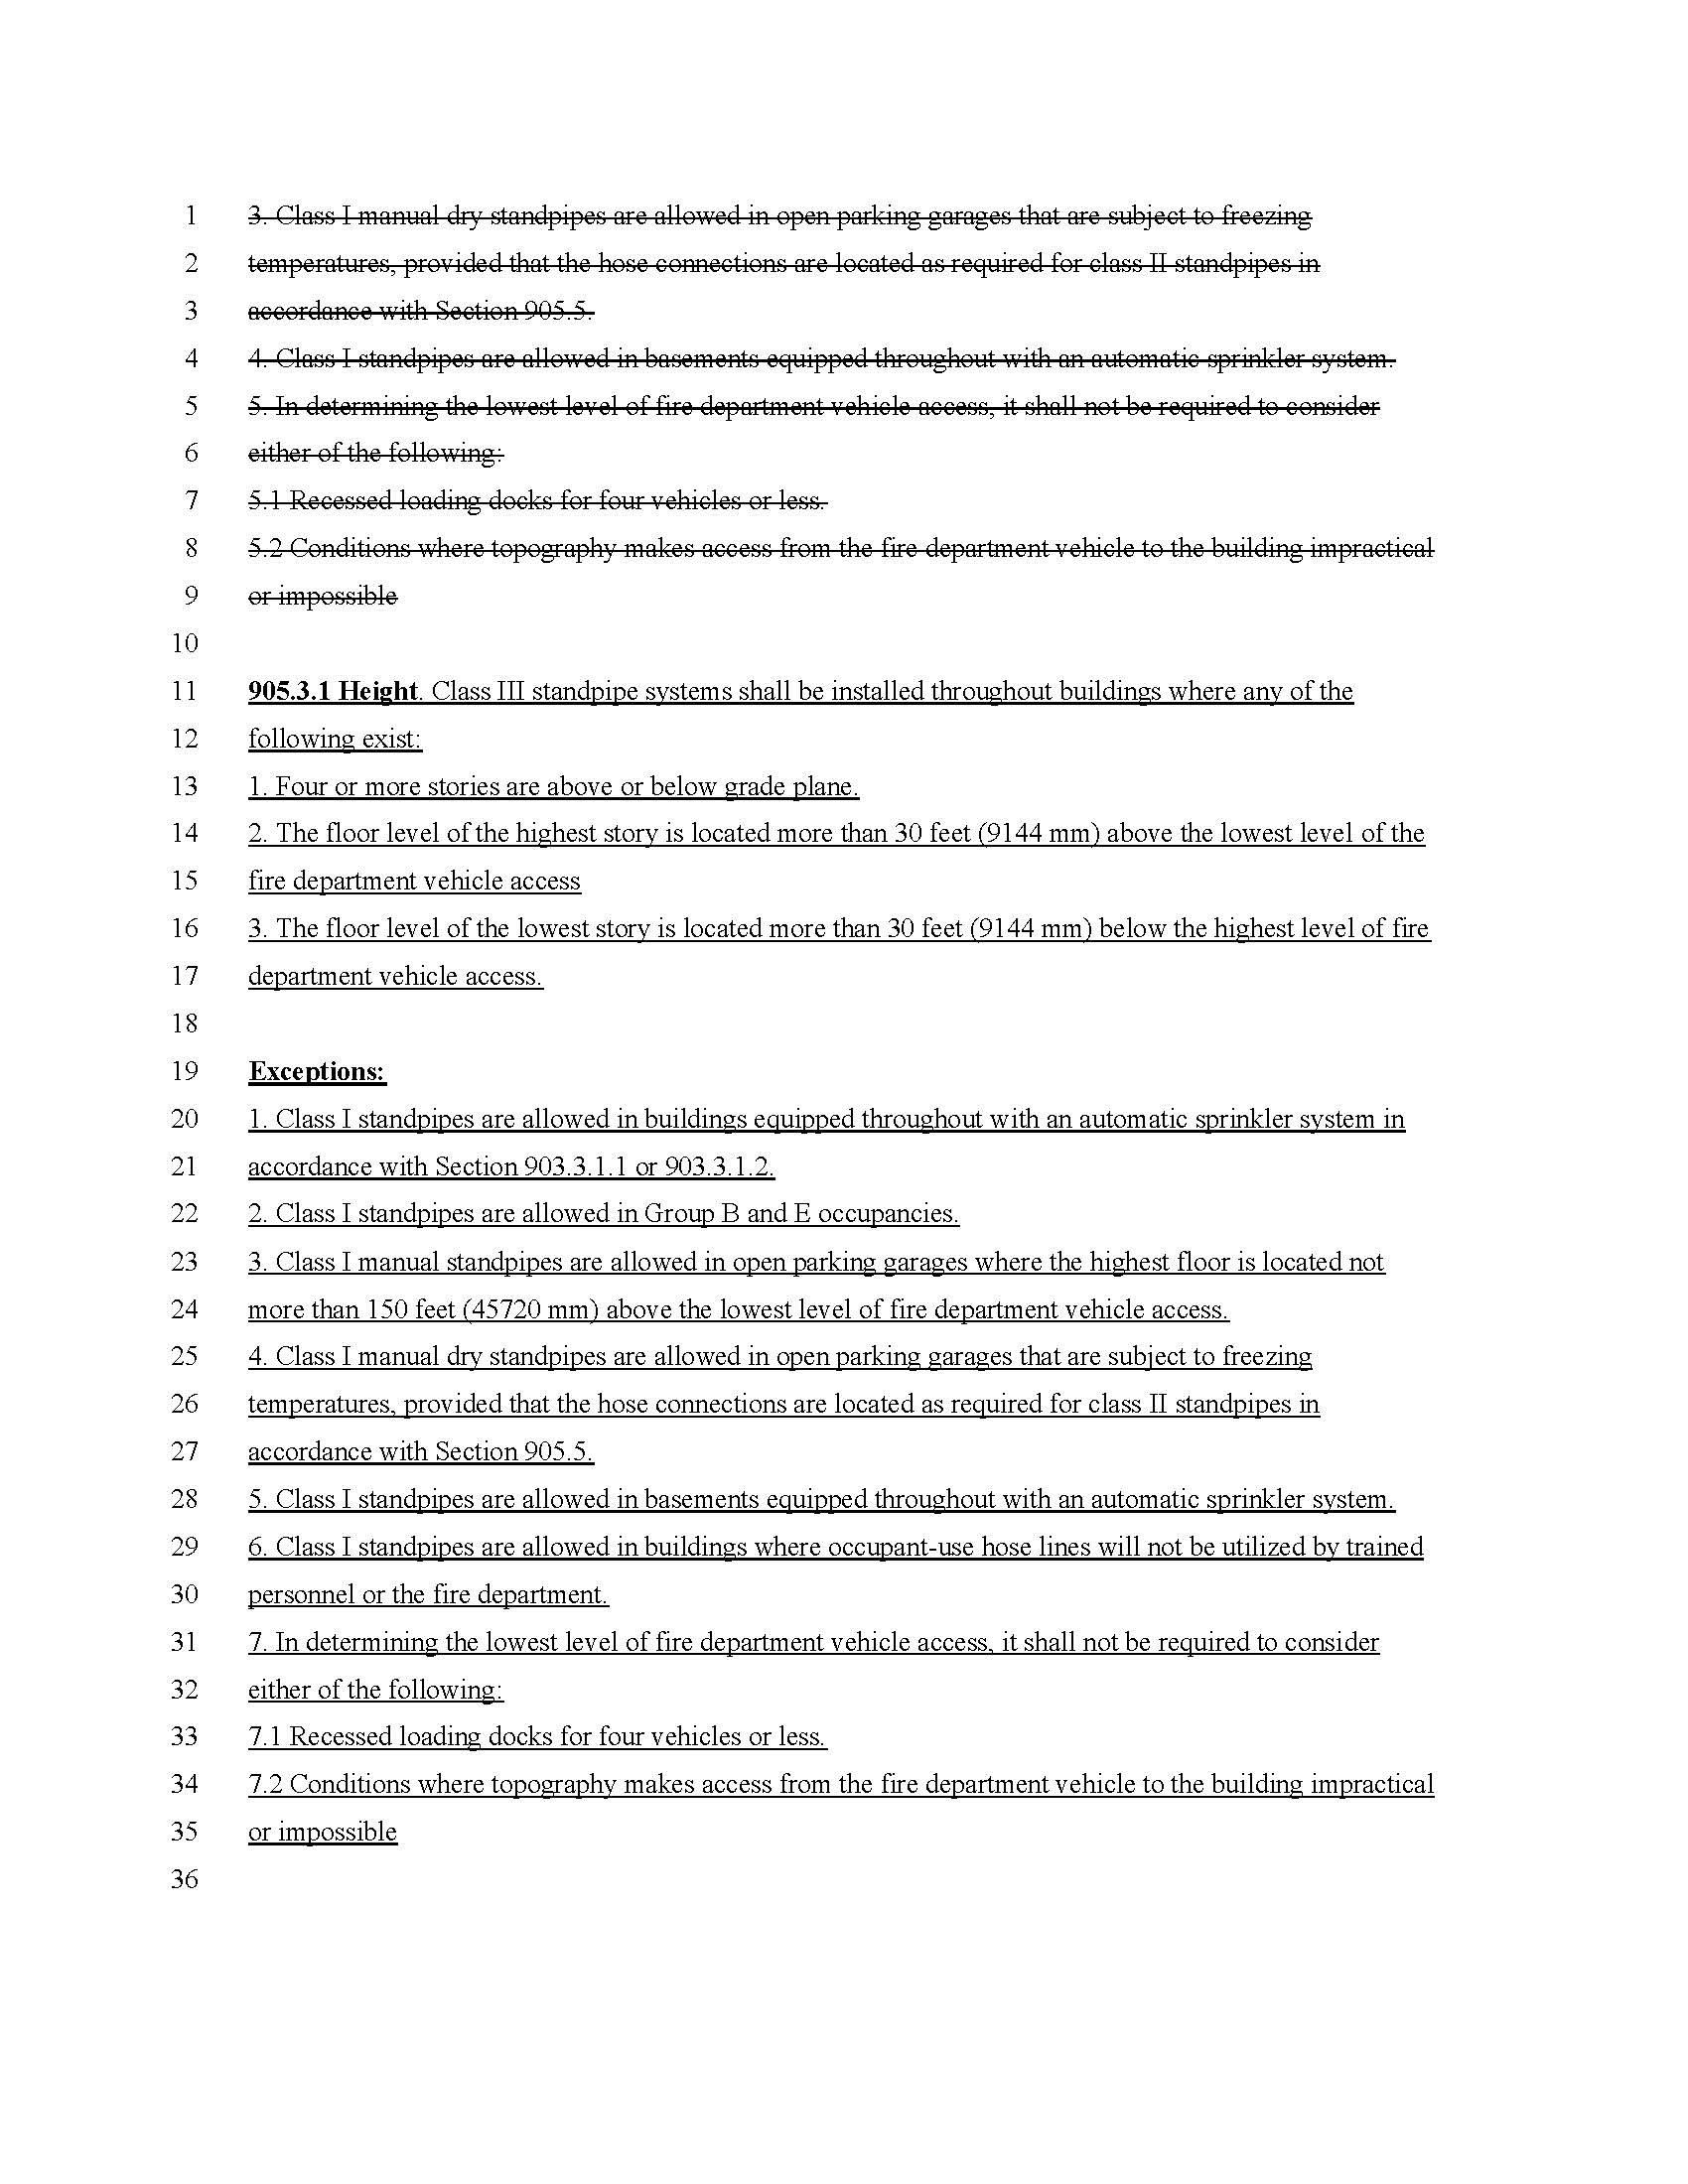 1 3. Class I manual dry standpipes are allowed in open parking garages that are subject to freezing
2 temperatures, provided that the hose connections are located as required for class II standpipes in
3 accordance with Section 905.5.
4 4. Class I standpipes are allowed in basements equipped throughout with an automatic sprinkler system.
5 5. In determining the lowest level of fire department vehicle access, it shall not be required to consider
6 either of the following:
7 5.1 Recessed loading docks for four vehicles or less.
8 5.2 Conditions where topography makes access from the fire department vehicle to the building impractical
9 or impossible
10
11 905.3.1 Height. Class III standpipe systems shall be installed throughout buildings where any of the
12 following exist:
13 1. Four or more stories are above or below grade plane.
14 2. The floor level of the highest story is located more than 30 feet (9144 mm) above the lowest level of the
15 fire department vehicle access
16 3. The floor level of the lowest story is located more than 30 feet (9144 mm) below the highest level of fire
17 department vehicle access.
18
19 Exceptions:
20 1. Class I standpipes are allowed in buildings equipped throughout with an automatic sprinkler system in
21 accordance with Section 903.3.1.1 or 903.3.1.2.
22 2. Class I standpipes are allowed in Group B and E occupancies.
23 3. Class I manual standpipes are allowed in open parking garages where the highest floor is located not
24 more than 150 feet (45720 mm) above the lowest level of fire department vehicle access.
25 4. Class I manual dry standpipes are allowed in open parking garages that are subject to freezing
26 temperatures, provided that the hose connections are located as required for class II standpipes in
27 accordance with Section 905.5.
28 5. Class I standpipes are allowed in basements equipped throughout with an automatic sprinkler system.
29 6. Class I standpipes are allowed in buildings where occupant-use hose lines will not be utilized by trained
30 personnel or the fire department.
31 7. In determining the lowest level of fire department vehicle access, it shall not be required to consider
32 either of the following:
33 7.1 Recessed loading docks for four vehicles or less.
34 7.2 Conditions where topography makes access from the fire department vehicle to the building impractical
35 or impossible
36